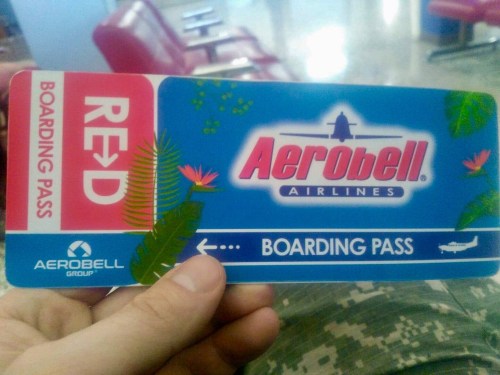 BOARDING PASS
RED
AEROBELL
GROUP
Aerobell®
AIRLINES
BOARDING PASS